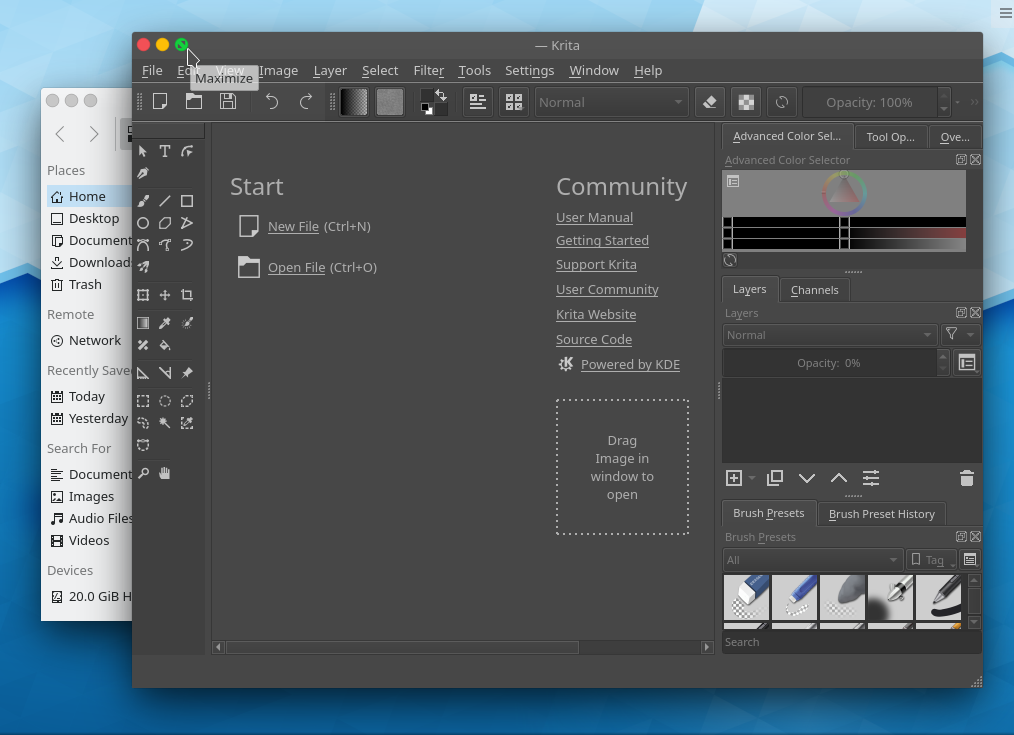 — Krita
File Edit View Image Layer Select Filter Tools Settings Window Help
Maximize
Normal
Opacity: 100%
Places
Home
Desktop
Document
Download
Trash
Remote
Network
Recently Save
Today
Yesterday
Search For
Document
Images
Audio Files
Videos
Devices
20.0 GiB H
Start
New File (Ctrl+N)
Open File (Ctrl+O)
Community
User Manual
Getting Started
Support Krita
User Community
Krita Website
Source Code
Powered by KDE
Drag
Image in
window to
open
Advanced Color Sel... Tool Op... Ove...
Advanced Color Selector
Layers Channels
Layers
Normal
Opacity: 0%
Brush Presets Brush Preset History
Brush Presets
All
Tag
Search